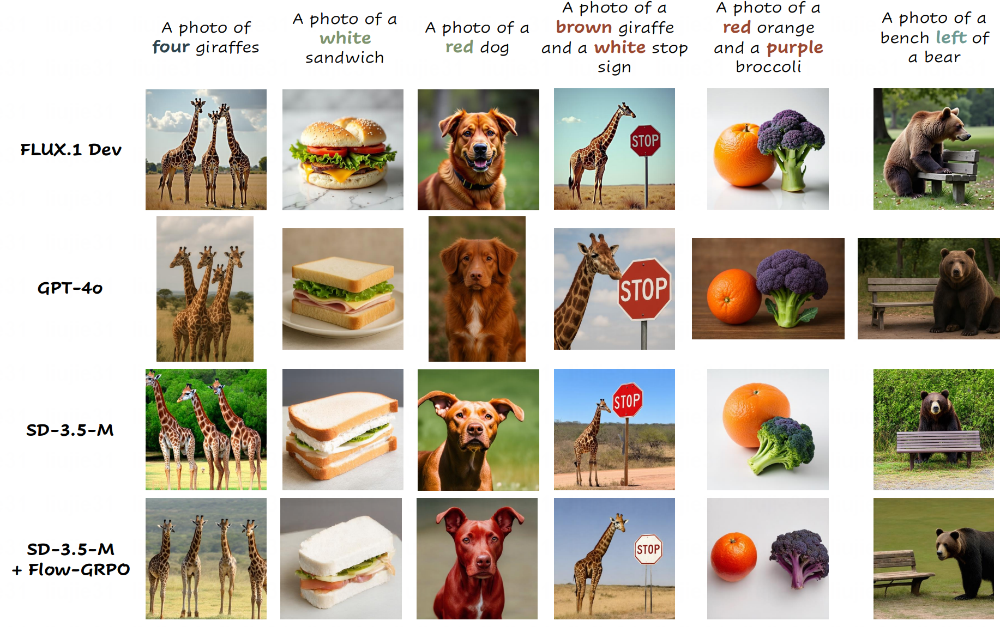 A photo of
four giraffes
A photo of a
white
sandwich
A photo of a
red dog
A photo of a
brown giraffe
and a white stop
sign
A photo of a
red orange
and a purple
broccoli
A photo of a
bench left of
a bear
FLUX.1 Dev
STOP
GPT-4o
STOP
SD-3.5-M
STOP
SD-3.5-M
+ Flow-GRPO
STOP